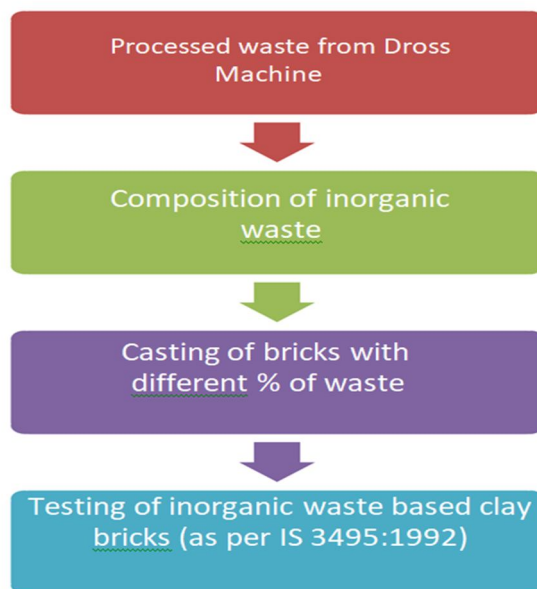 Processed waste from Dross
Machine
Composition of inorganic
waste
Casting of bricks with
different % of waste
Testing of inorganic waste based clay
bricks (as per IS 3495:1992)